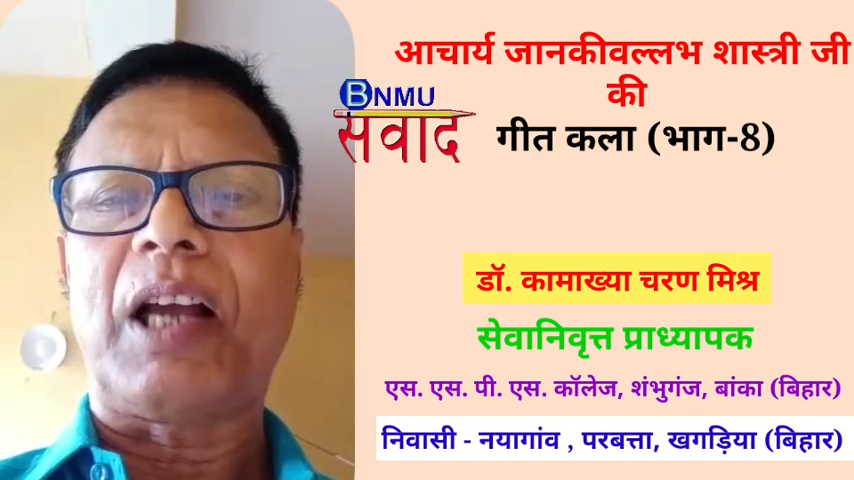 आचार्य जानकीवल्लभ शास्त्री जी
की
BNMU
संवाद
गीत कला (भाग-8)
डॉ. कामाख्या चरण मिश्र
सेवानिवृत्त प्राध्यापक
एस. एस. पी. एस. कॉलेज, शंभुगंज, बांका (बिहार)
निवासी - नयागांव , परबत्ता, खगड़िया (बिहार)